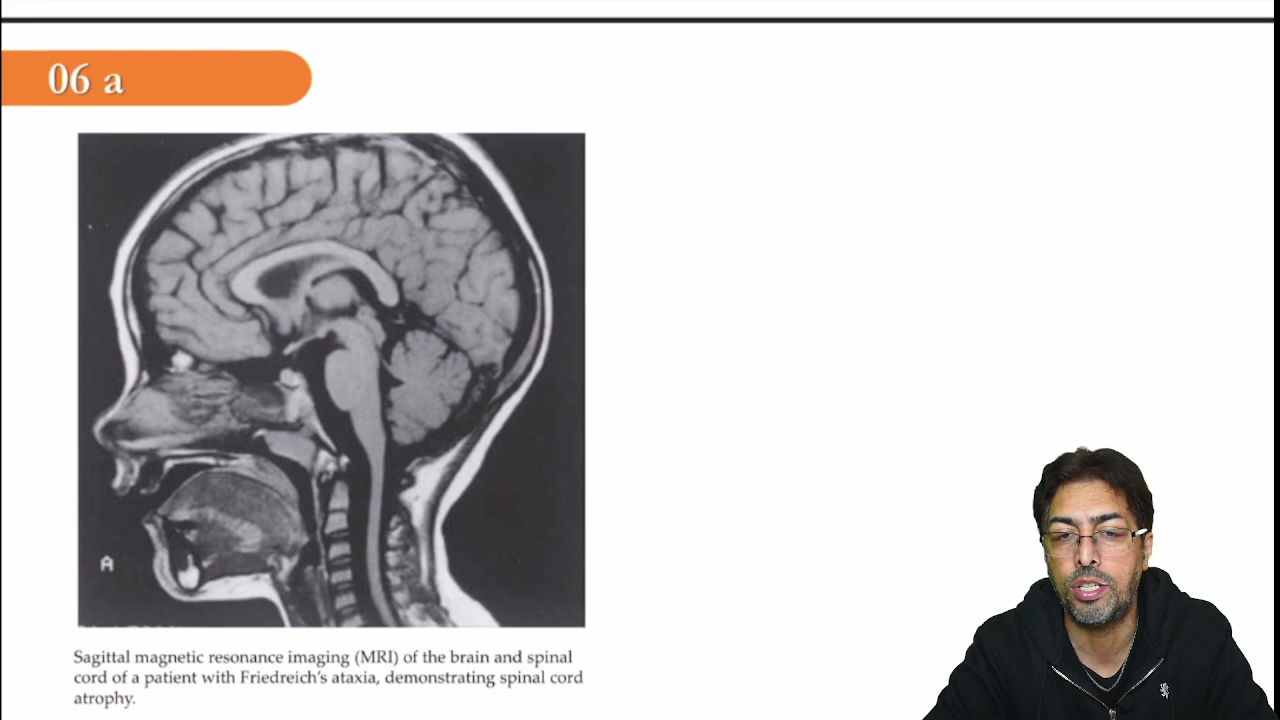 06 a
A
Sagittal magnetic resonance imaging (MRI) of the brain and spinal
cord of a patient with Friedreich's ataxia, demonstrating spinal cord
atrophy.